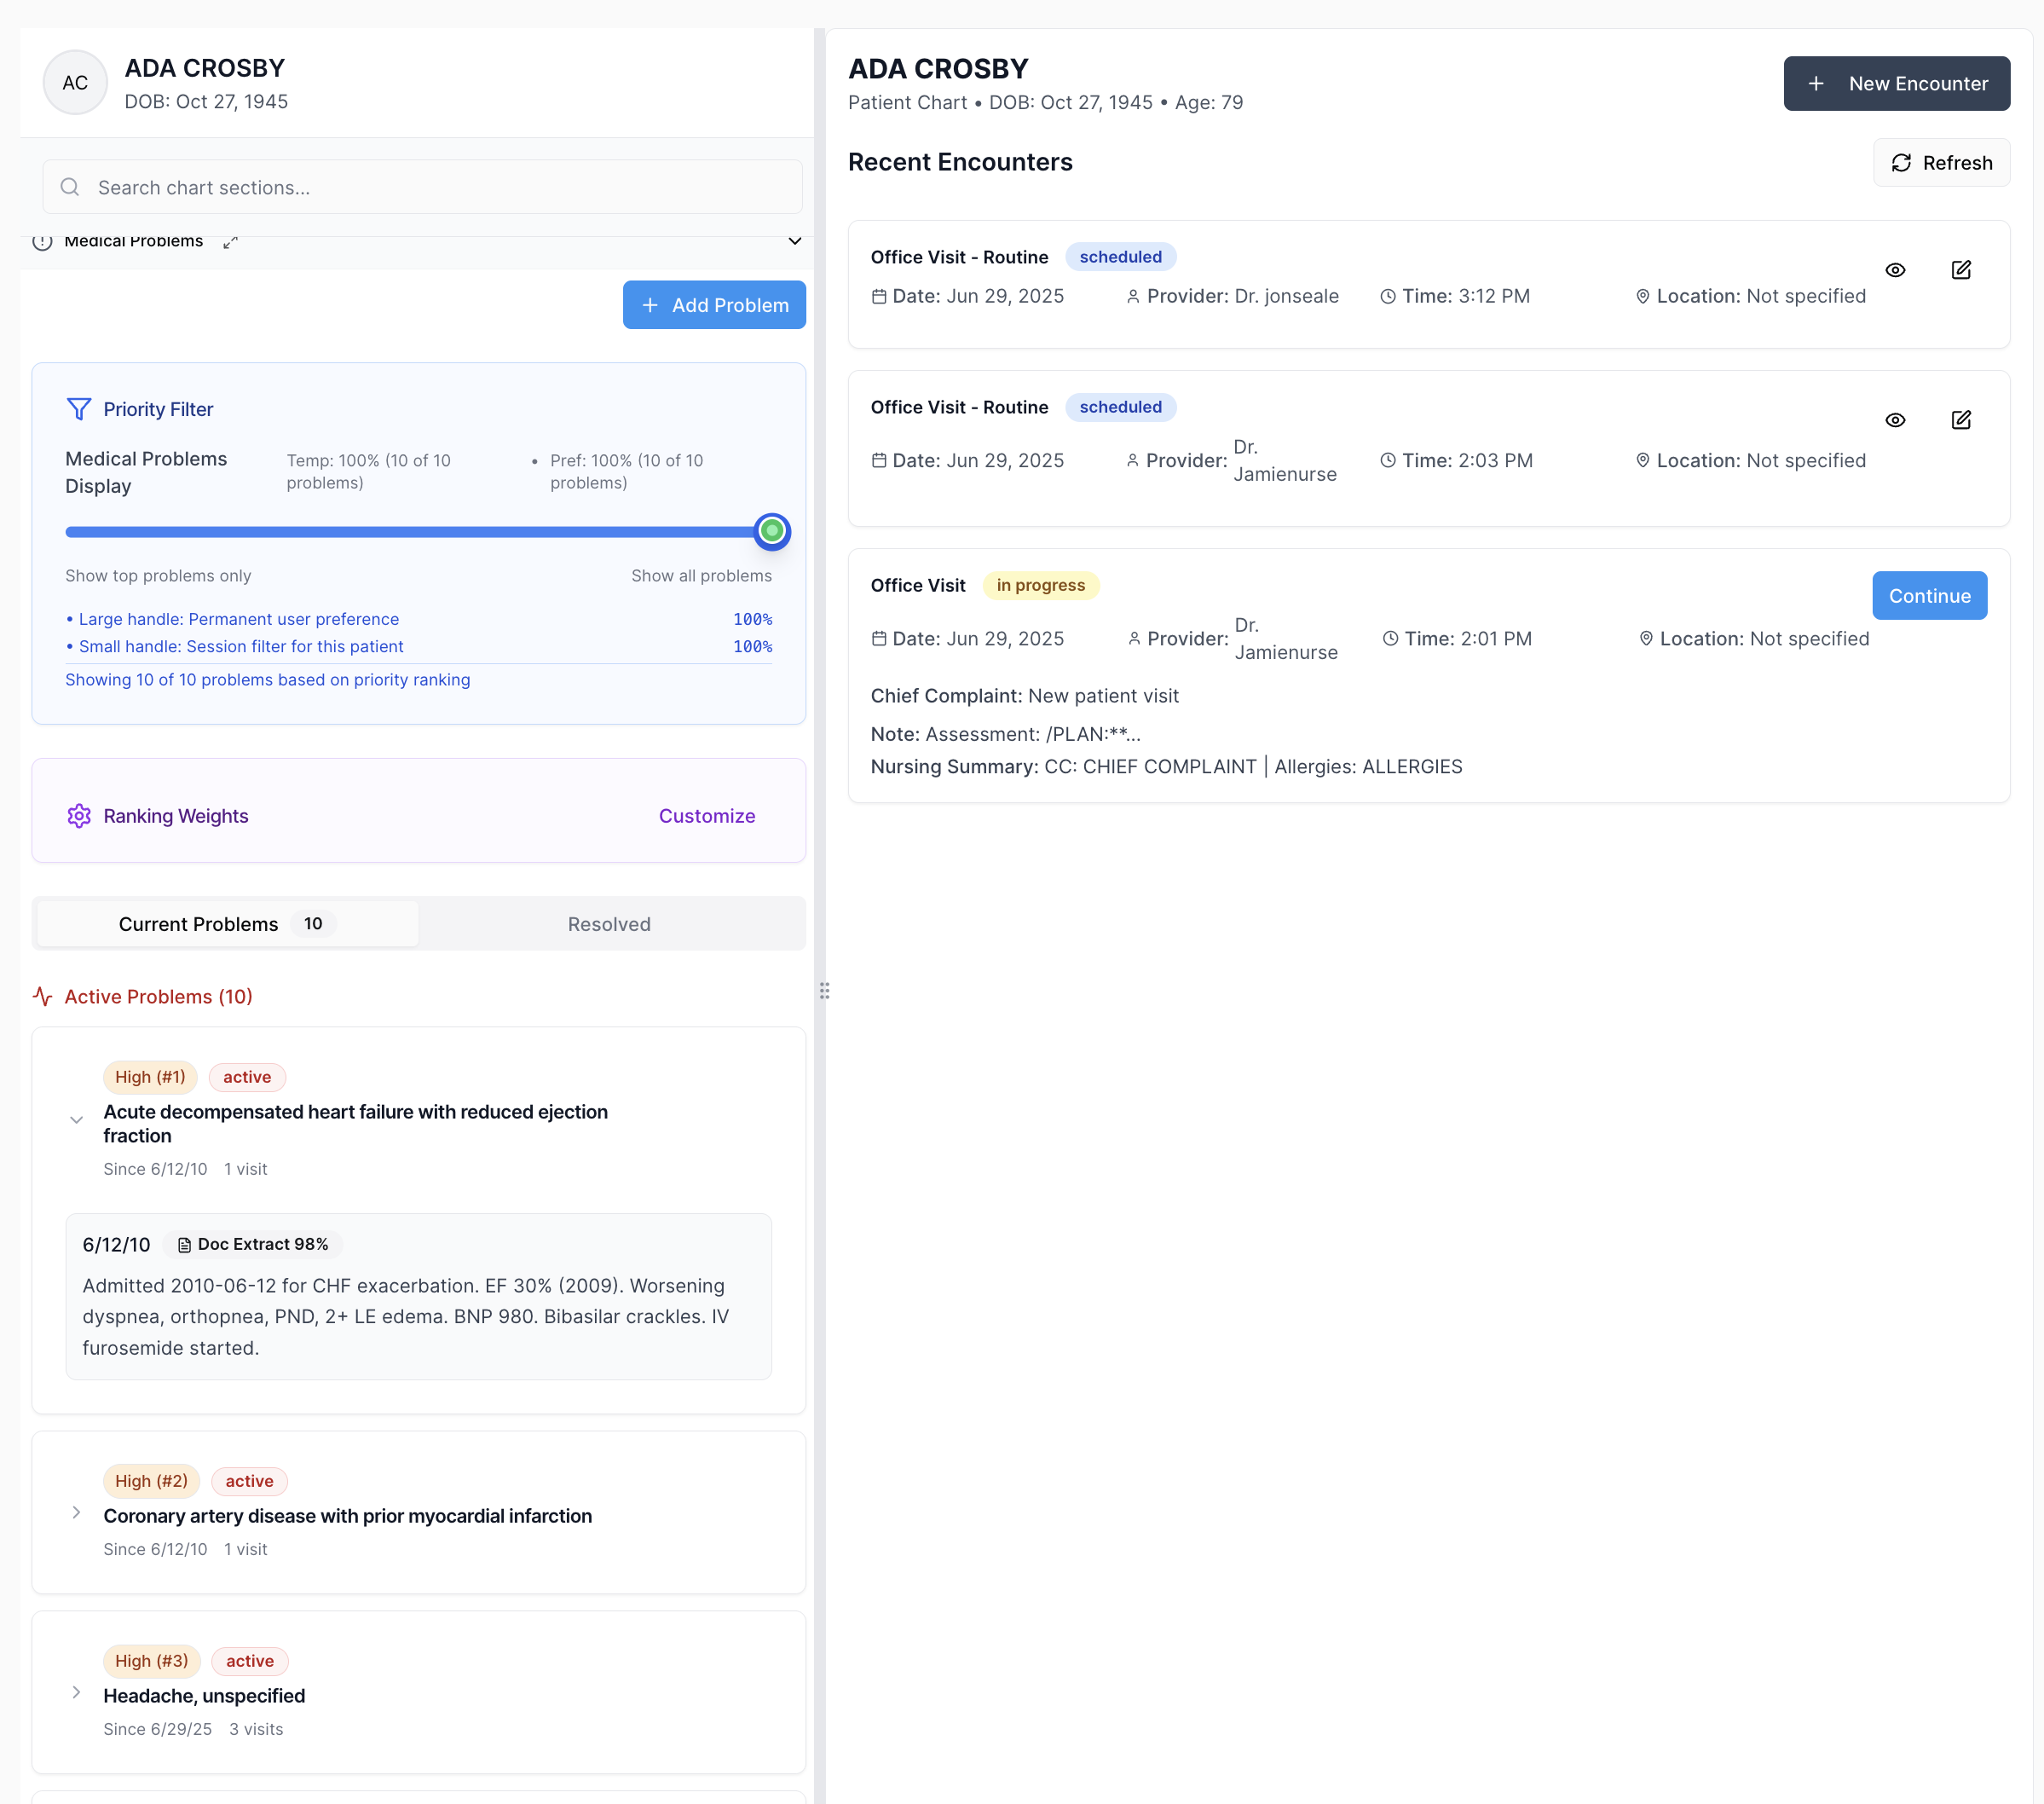 AC
ADA CROSBY
DOB: Oct 27, 1945
Search chart sections...
Medical Problems
Add Problem
Priority Filter
Medical Problems
Display
Temp: 100% (10 of 10
problems)
• Pref: 100% (10 of 10
problems)
Show top problems only
Show all problems
• Large handle: Permanent user preference 100%
• Small handle: Session filter for this patient 100%
Showing 10 of 10 problems based on priority ranking
Ranking Weights
Customize
Current Problems 10
Resolved
Active Problems (10)
High (#1) active
Acute decompensated heart failure with reduced ejection
fraction
Since 6/12/10 1 visit
6/12/10 Doc Extract 98%
Admitted 2010-06-12 for CHF exacerbation. EF 30% (2009). Worsening
dyspnea, orthopnea, PND, 2+ LE edema. BNP 980. Bibasilar crackles. IV
furosemide started.
High (#2) active
Coronary artery disease with prior myocardial infarction
Since 6/12/10 1 visit
High (#3) active
Headache, unspecified
Since 6/29/25 3 visits
ADA CROSBY
Patient Chart • DOB: Oct 27, 1945 • Age: 79
New Encounter
Recent Encounters
Refresh
Office Visit - Routine scheduled
Date: Jun 29, 2025 Provider: Dr. jonseale Time: 3:12 PM Location: Not specified
Office Visit - Routine scheduled
Date: Jun 29, 2025 Provider: Dr.
Jamienurse Time: 2:03 PM Location: Not specified
Office Visit in progress
Continue
Date: Jun 29, 2025 Provider: Dr.
Jamienurse Time: 2:01 PM Location: Not specified
Chief Complaint: New patient visit
Note: Assessment: /PLAN:**...
Nursing Summary: CC: CHIEF COMPLAINT | Allergies: ALLERGIES